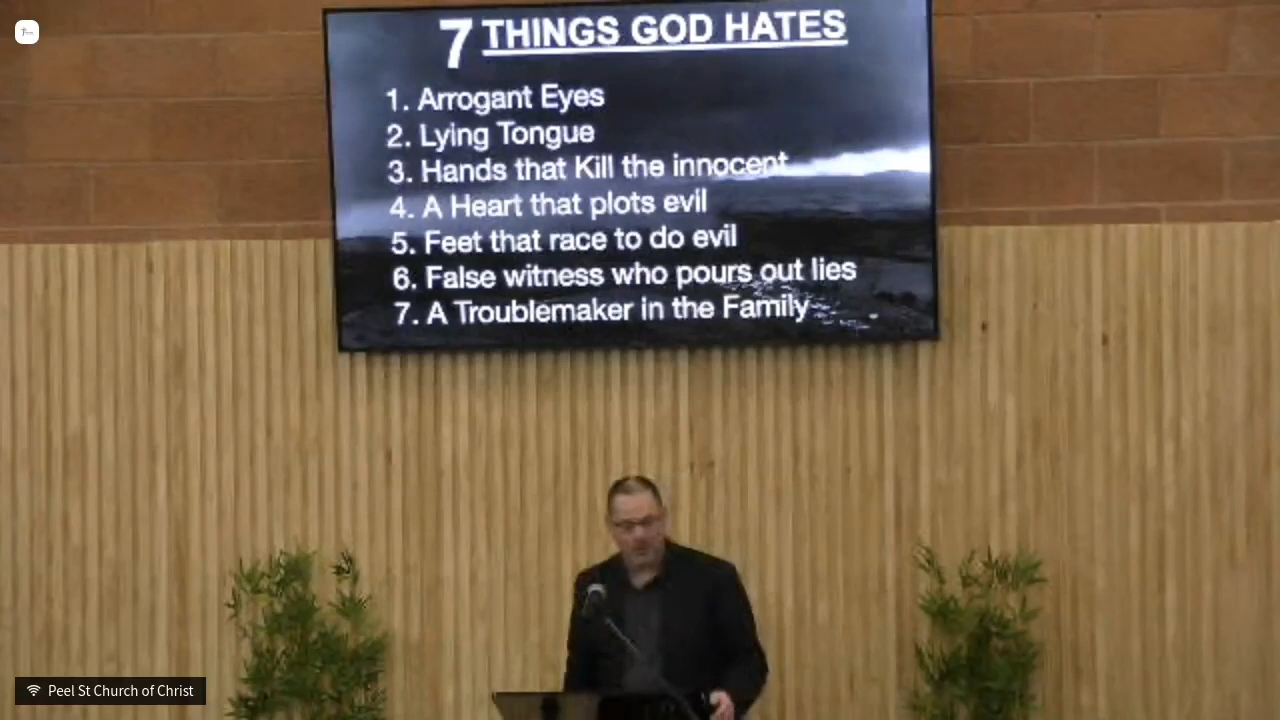 7 THINGS GOD HATES
1. Arrogant Eyes
2. Lying Tongue
3. Hands that Kill the innocent
4. A Heart that plots evil
5. Feet that race to do evil
6. False witness who pours out lies
7. A Troublemaker in the Family
Peel St Church of Christ